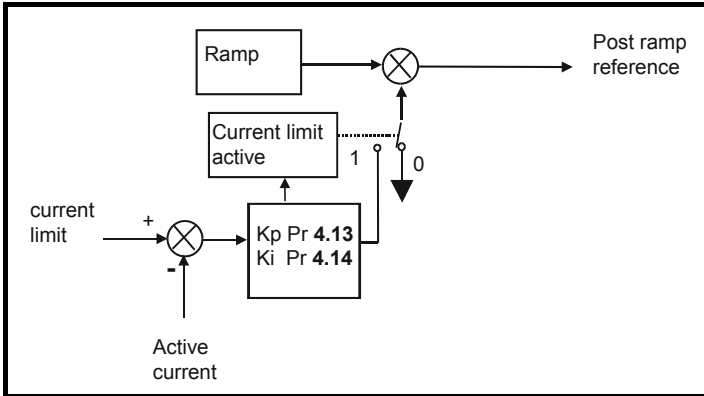 Ramp
Post ramp
reference
Current limit
active
1
0
current
limit
+
-
Kp Pr 4.13
Ki Pr 4.14
Active
current